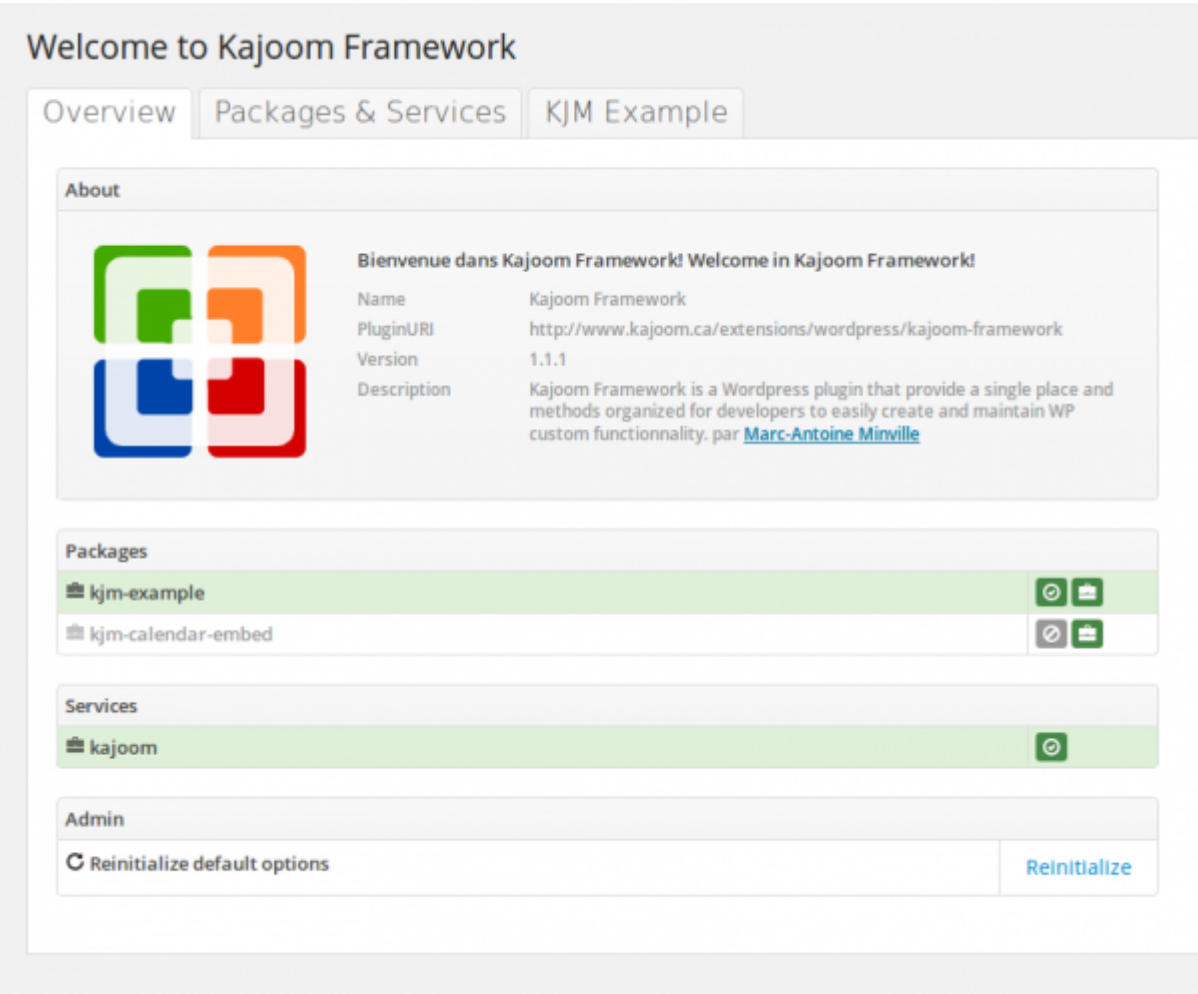 Welcome to Kajoom Framework
Overview
Packages & Services
KJM Example
About
Bienvenue dans Kajoom Framework! Welcome in Kajoom Framework!
Name Kajoom Framework
PluginURI http://www.kajoom.ca/extensions/wordpress/kajoom-framework
Version 1.1.1
Description Kajoom Framework is a Wordpress plugin that provide a single place and
methods organized for developers to easily create and maintain WP
custom functionnality. par Marc-Antoine Minville
Packages
kjm-example
kjm-calendar-embed
Services
kajoom
Admin
Reinitialize default options
Reinitialize